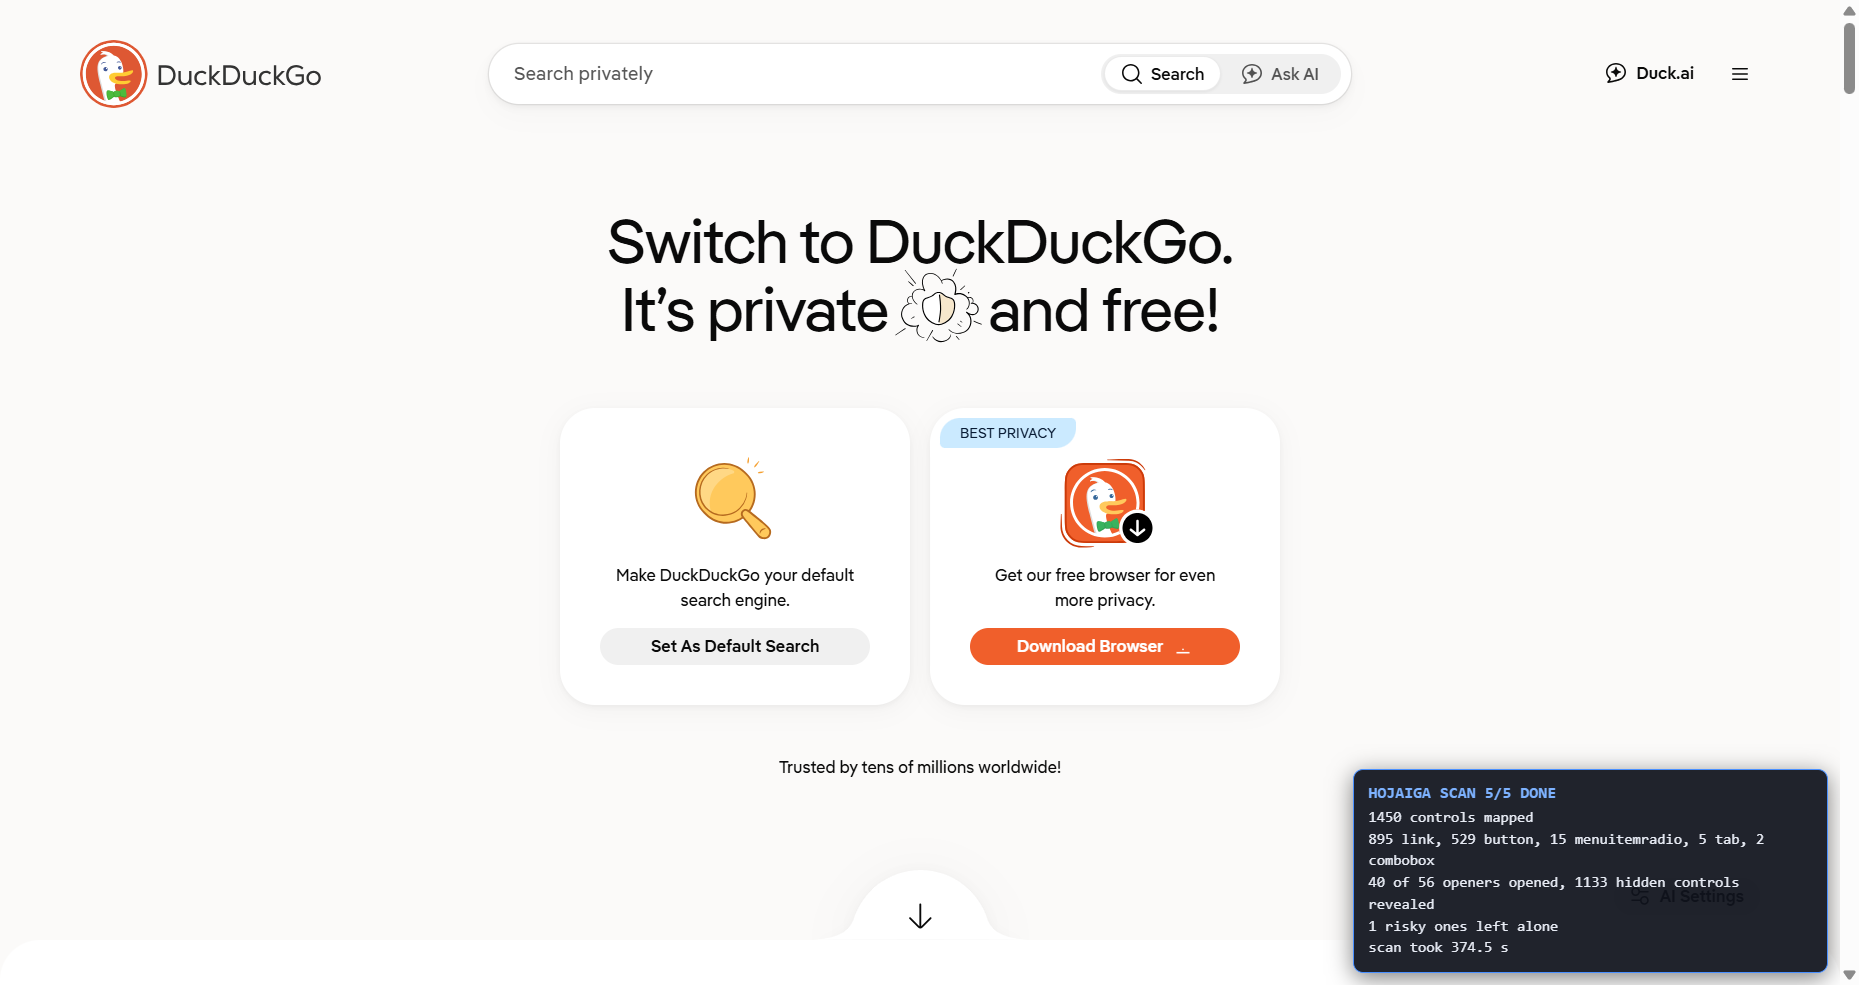 DuckDuckGo
Search privately
Search
Ask AI
Duck.ai
Switch to DuckDuckGo.
It’s private and free!
BEST PRIVACY
Make DuckDuckGo your default
search engine.
Set As Default Search
Get our free browser for even
more privacy.
Download Browser
Trusted by tens of millions worldwide!
HOJAIGA SCAN 5/5 DONE
1450 controls mapped
895 link, 529 button, 15 menuitemradio, 5 tab, 2
combobox
40 of 56 openers opened, 1133 hidden controls
revealed
AI Settings
1 risky ones left alone
scan took 374.5 s